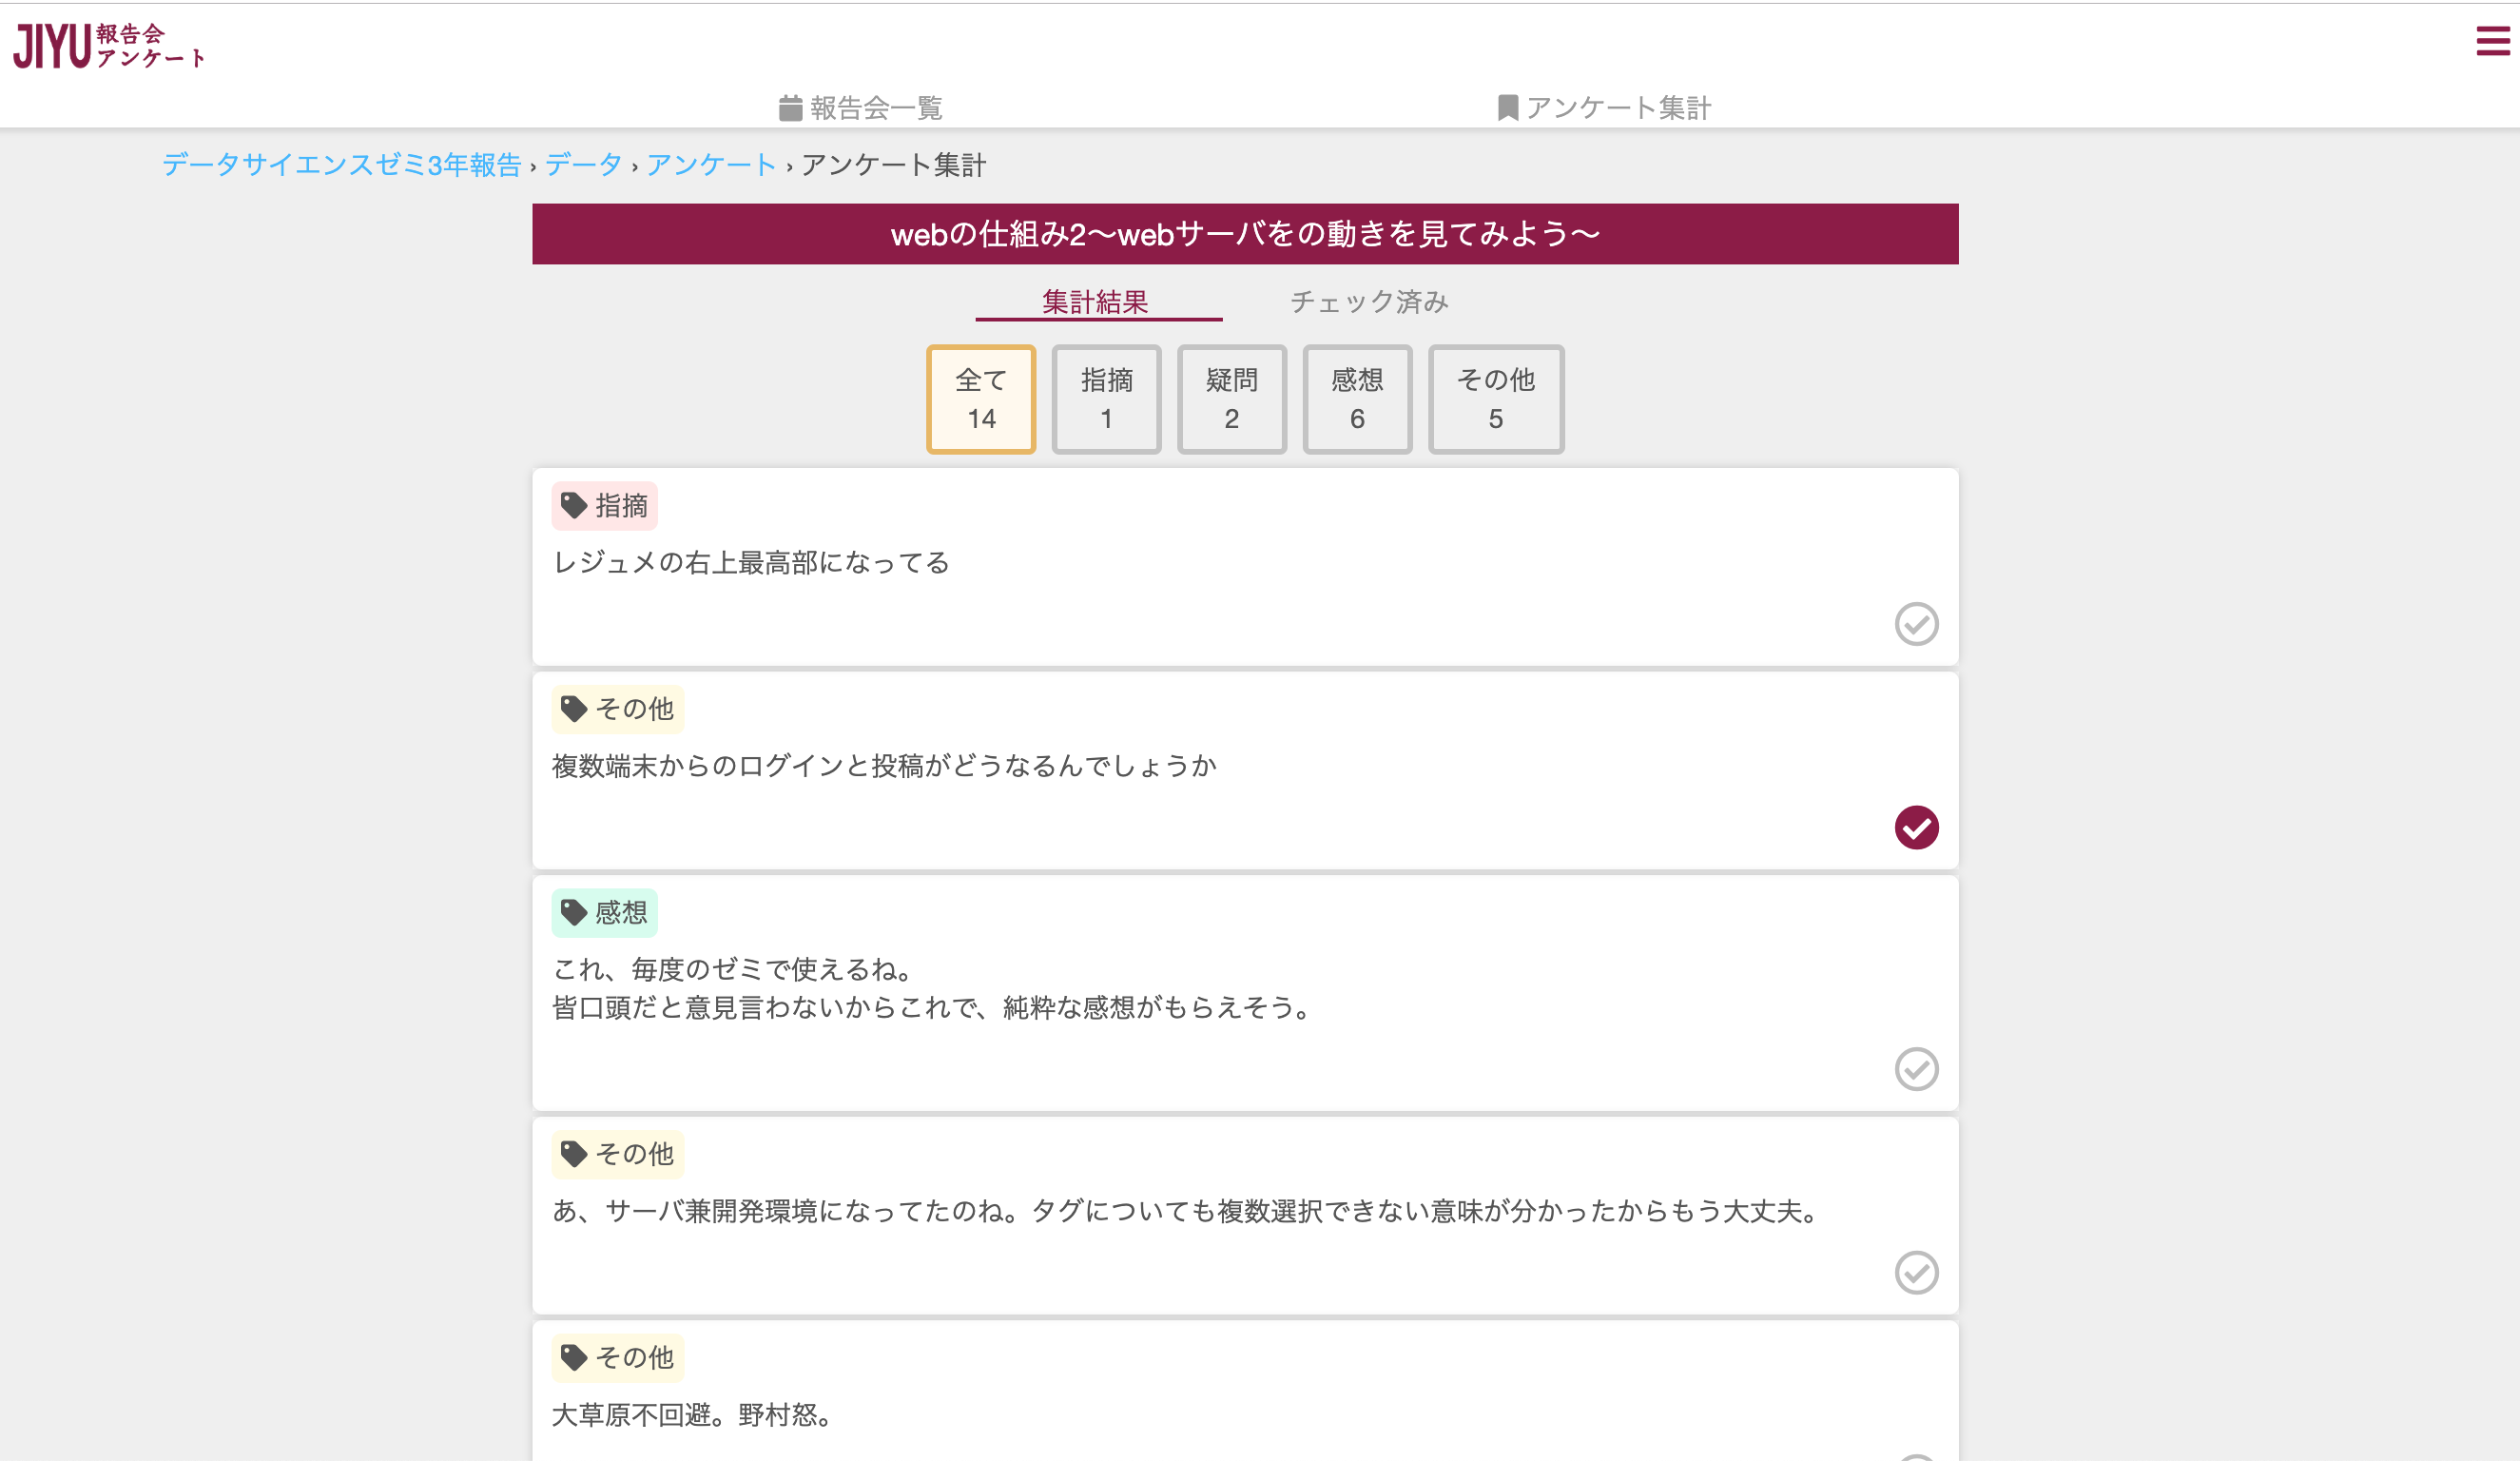 JIYU 報告会
アンケート
報告会一覧
アンケート集計
データサイエンスゼミ3年報告 › データ › アンケート › アンケート集計
webの仕組み2〜webサーバをの動きを見てみよう〜
集計結果
チェック済み
全て
14
指摘
1
疑問
2
感想
6
その他
5
指摘
レジュメの右上最高部になってる
その他
複数端末からのログインと投稿がどうなるんでしょうか
感想
これ、毎度のゼミで使えるね。
皆口頭だと意見言わないからこれで、純粋な感想がもらえそう。
その他
あ、サーバ兼開発環境になってたのね。タグについても複数選択できない意味が分かったからもう大丈夫。
その他
大草原不回避。野村怒。